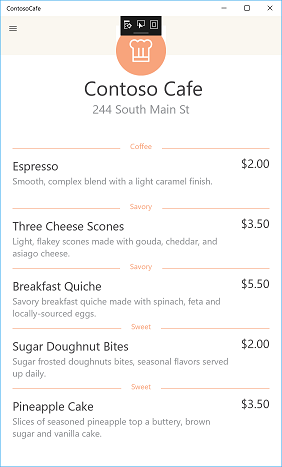 ContosoCafe
Contoso Cafe
244 South Main St
Coffee
Espresso $2.00
Smooth, complex blend with a light caramel finish.
Savory
Three Cheese Scones $3.50
Light, flakey scones made with gouda, cheddar, and
asiago cheese.
Savory
Breakfast Quiche $5.50
Savory breakfast quiche made with spinach, feta and
locally-sourced eggs.
Sweet
Sugar Doughnut Bites $2.00
Sugar frosted doughnuts bites, seasonal flavors served
up daily.
Sweet
Pineapple Cake $3.50
Slices of seasoned pineapple top a buttery, brown
sugar and vanilla cake.